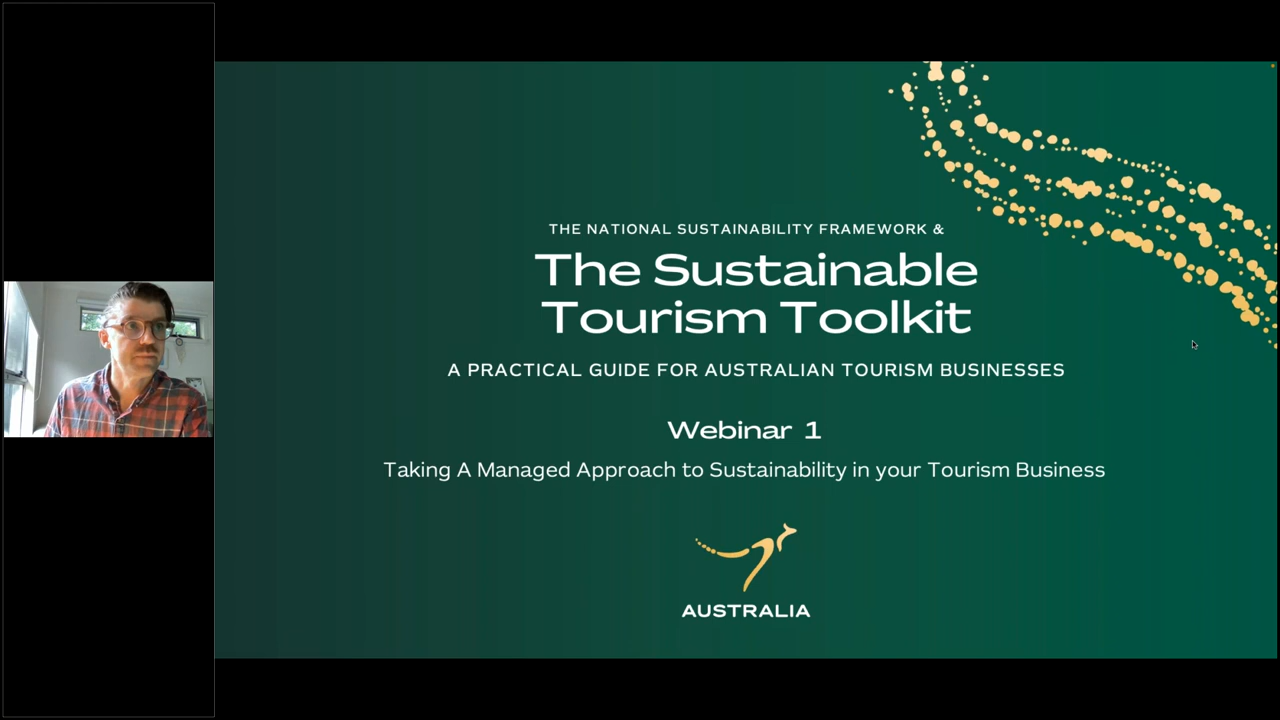 THE NATIONAL SUSTAINABILITY FRAMEWORK &
The Sustainable
Tourism Toolkit
A PRACTICAL GUIDE FOR AUSTRALIAN TOURISM BUSINESSES
Webinar 1
Taking A Managed Approach to Sustainability in your Tourism Business
AUSTRALIA